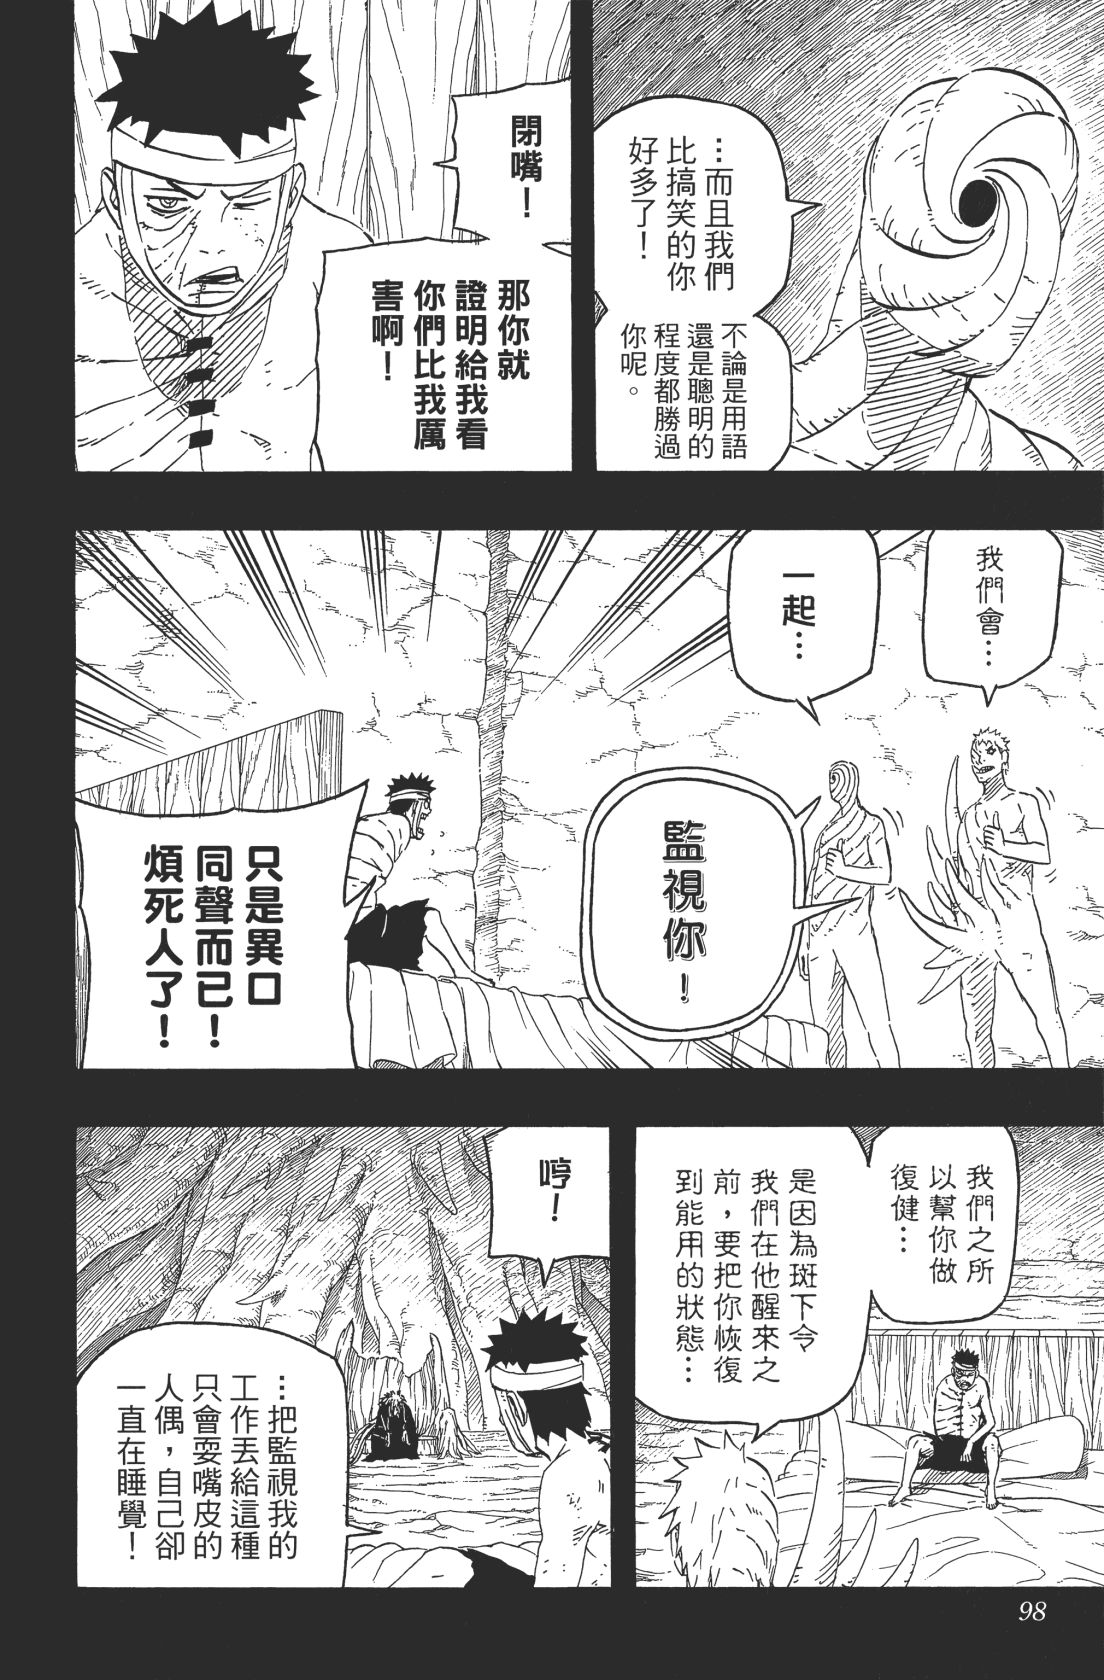 …而且我們
比搞笑的你
好多了！
不論是用語
還是聰明的
程度都勝過
你呢。
閉嘴！
那你就
證明給我看
你們比我厲
害啊！
我們會…
一起…
監視你！
只是異口
同聲而已！
煩死人了！
我們之所
以幫你做
復健…
是因為斑下令
我們在他醒來之
前，要把你恢復
到能用的狀態…
哼！
…把監視我的
工作丟給這種
只會耍嘴皮的
人偶，自己卻
一直在睡覺！
98